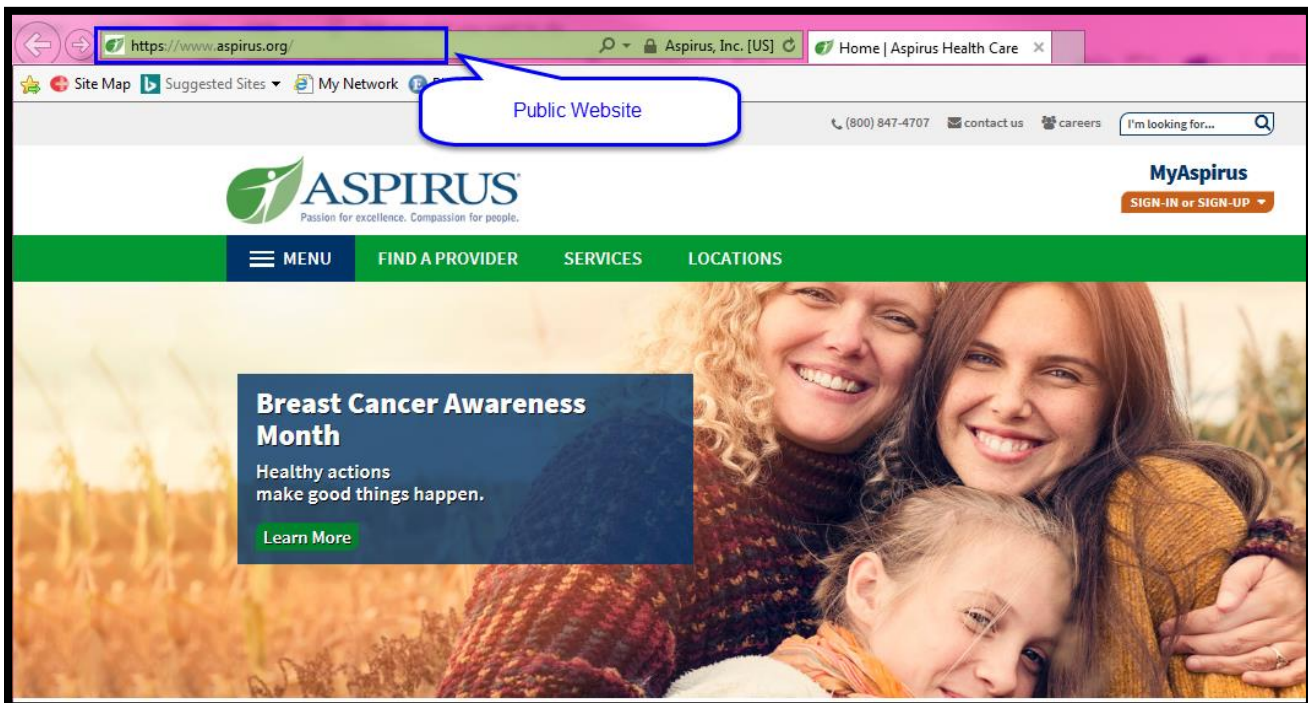 https://www.aspirus.org/ Aspirus, Inc. [US] Home | Aspirus Health Care
Site Map Suggested Sites My Network
Public Website
(800) 847-4707 contact us careers I'm looking for...
ASPIRUS
Passion for excellence. Compassion for people.
MyAspirus
SIGN-IN or SIGN-UP
MENU FIND A PROVIDER SERVICES LOCATIONS
Breast Cancer Awareness
Month
Healthy actions
make good things happen.
Learn More